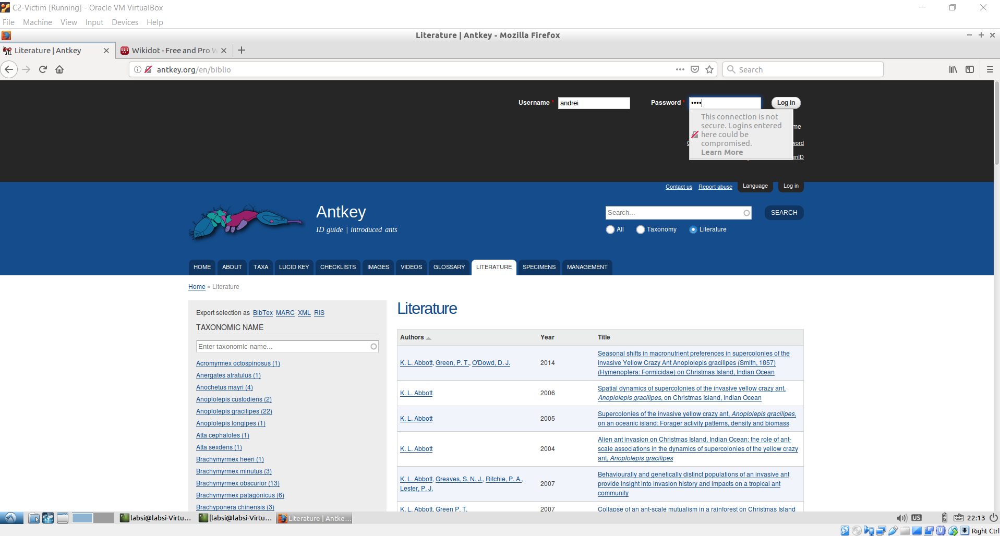 C2-Victim [Running] - Oracle VM VirtualBox
File Machine View Input Devices Help
Literature | Antkey - Mozilla Firefox
Literature | Antkey
Wikidot - Free and Pro
antkey.org/en/biblio
Search
Username * andrei
Password * ••••
Log in
This connection is not
secure. Logins entered
here could be
compromised.
Learn More
Contact us Report abuse Language Log in
Antkey
ID guide | introduced ants
Search...
SEARCH
All Taxonomy Literature
HOME ABOUT TAXA LUCID KEY CHECKLISTS IMAGES VIDEOS GLOSSARY LITERATURE SPECIMENS MANAGEMENT
Home » Literature
Export selection as BibTex MARC XML RIS
TAXONOMIC NAME
Enter taxonomic name...
Acromyrmex octospinosus (1)
Anergates atratulus (1)
Anochetus mayri (4)
Anoplolepis custodiens (2)
Anoplolepis gracilipes (22)
Anoplolepis longipes (1)
Atta cephalotes (1)
Atta sexdens (1)
Brachymyrmex heeri (1)
Brachymyrmex minutus (3)
Brachymyrmex obscurior (13)
Brachymyrmex patagonicus (6)
Brachyponera chinensis (3)
Literature
Authors Year Title
K. L. Abbott, Green, P. T., O'Dowd, D. J.
2014
Seasonal shifts in macronutrient preferences in supercolonies of the
invasive Yellow Crazy Ant Anoplolepis gracilipes (Smith, 1857)
(Hymenoptera: Formicidae) on Christmas Island, Indian Ocean
K. L. Abbott
2006
Spatial dynamics of supercolonies of the invasive yellow crazy ant,
Anoplolepis gracilipes, on Christmas Island, Indian Ocean
K. L. Abbott
2005
Supercolonies of the invasive yellow crazy ant, Anoplolepis gracilipes,
on an oceanic island: Forager activity patterns, density and biomass
K. L. Abbott
2004
Alien ant invasion on Christmas Island, Indian Ocean: the role of ant-
scale associations in the dynamics of supercolonies of the yellow crazy
ant, Anoplolepis gracilipes
K. L. Abbott, Greaves, S. N. J., Ritchie, P. A.,
Lester, P. J.
2007
Behaviourally and genetically distinct populations of an invasive ant
provide insight into invasion history and impacts on a tropical ant
community
K. L. Abbott, Green P. T.
2007
Collapse of an ant-scale mutualism in a rainforest on Christmas Island
labsi@labsi-Virtu...
[labsi@labsi-Virtu...
Literature | Antke...
US
22:13
Right Ctrl